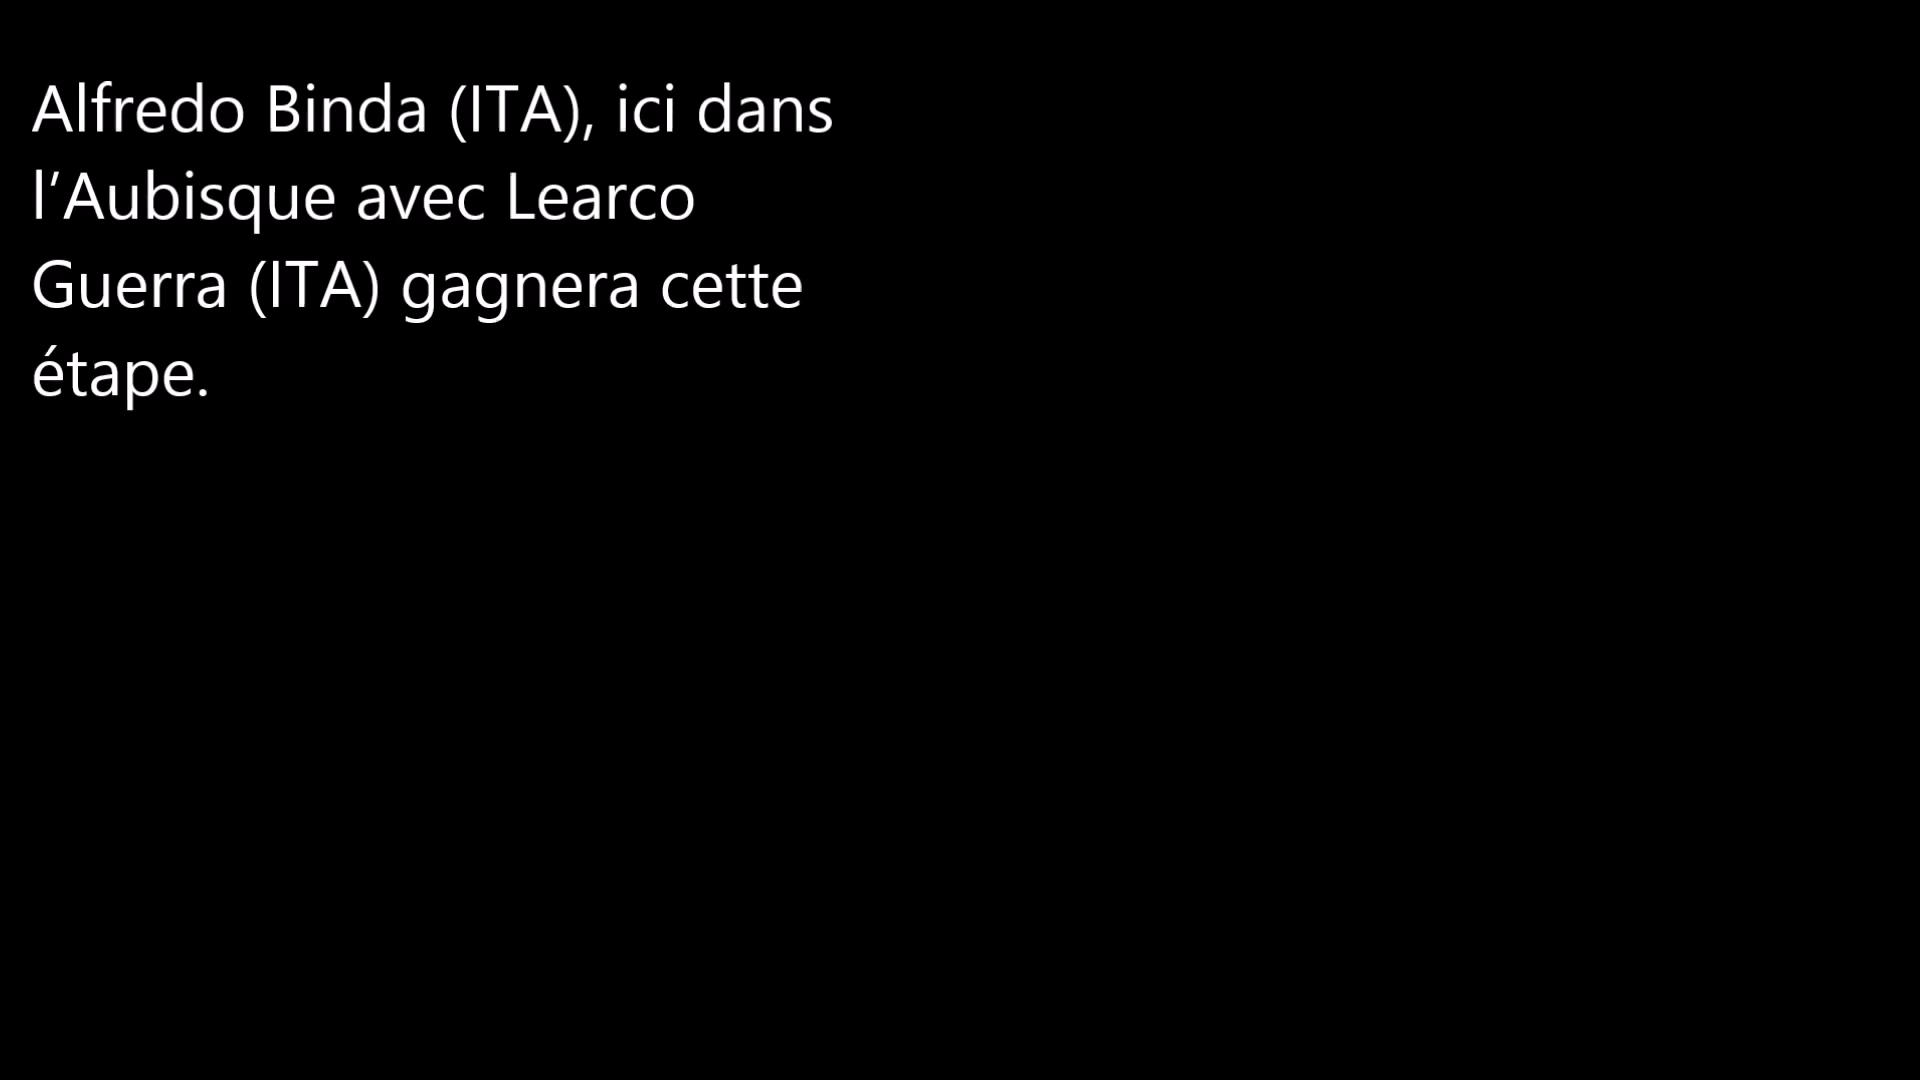 Alfredo Binda (ITA), ici dans
l’Aubisque avec Learco
Guerra (ITA) gagnera cette
étape.